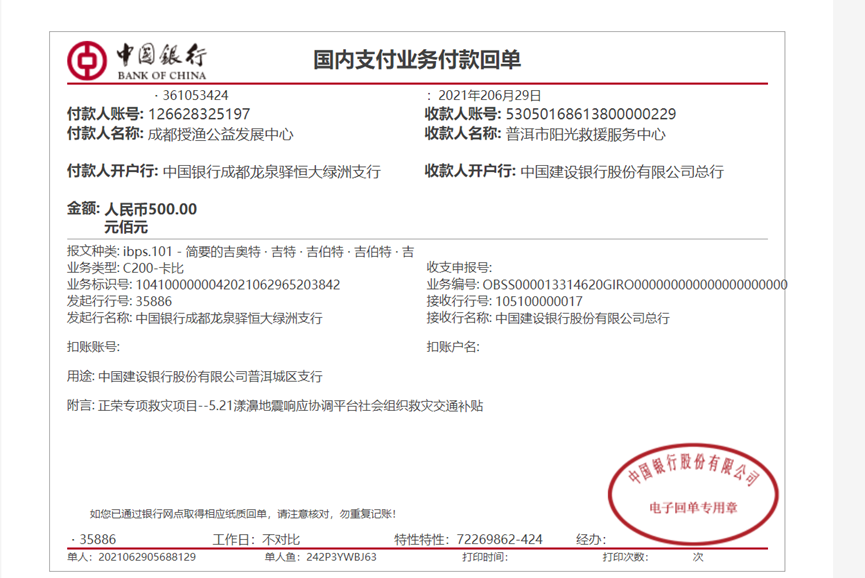 中国银行
BANK OF CHINA
国内支付业务付款回单
· 361053424
：2021年206月29日
付款人账号: 126628325197
收款人账号: 53050168613800000229
付款人名称: 成都授渔公益发展中心
收款人名称: 普洱市阳光救援服务中心
付款人开户行: 中国银行成都龙泉驿恒大绿洲支行
收款人开户行: 中国建设银行股份有限公司总行
金额: 人民币500.00
元佰元
报文种类: ibps.101 - 简要的吉奥特 · 吉特 · 吉伯特 · 吉伯特 · 吉
业务类型: C200-卡比
收支申报号:
业务标识号: 1041000000042021062965203842
业务编号: OBSS000013314620GIRO0000000000000000000000
发起行行号: 35886
接收行行号: 105100000017
发起行名称: 中国银行成都龙泉驿恒大绿洲支行
接收行名称: 中国建设银行股份有限公司总行
扣账账号:
扣账户名:
用途: 中国建设银行股份有限公司普洱城区支行
附言: 正荣专项救灾项目--5.21漾濞地震响应协调平台社会组织救灾交通补贴
中国银行股份有限公司
电子回单专用章
如您已通过银行网点取得相应纸质回单，请注意核对，勿重复记账！
· 35886
工作日：不对比
特性特性：72269862-424
经办：
单人：2021062905688129
单人鱼：242P3YWBJ63
打印时间：
打印次数：
次